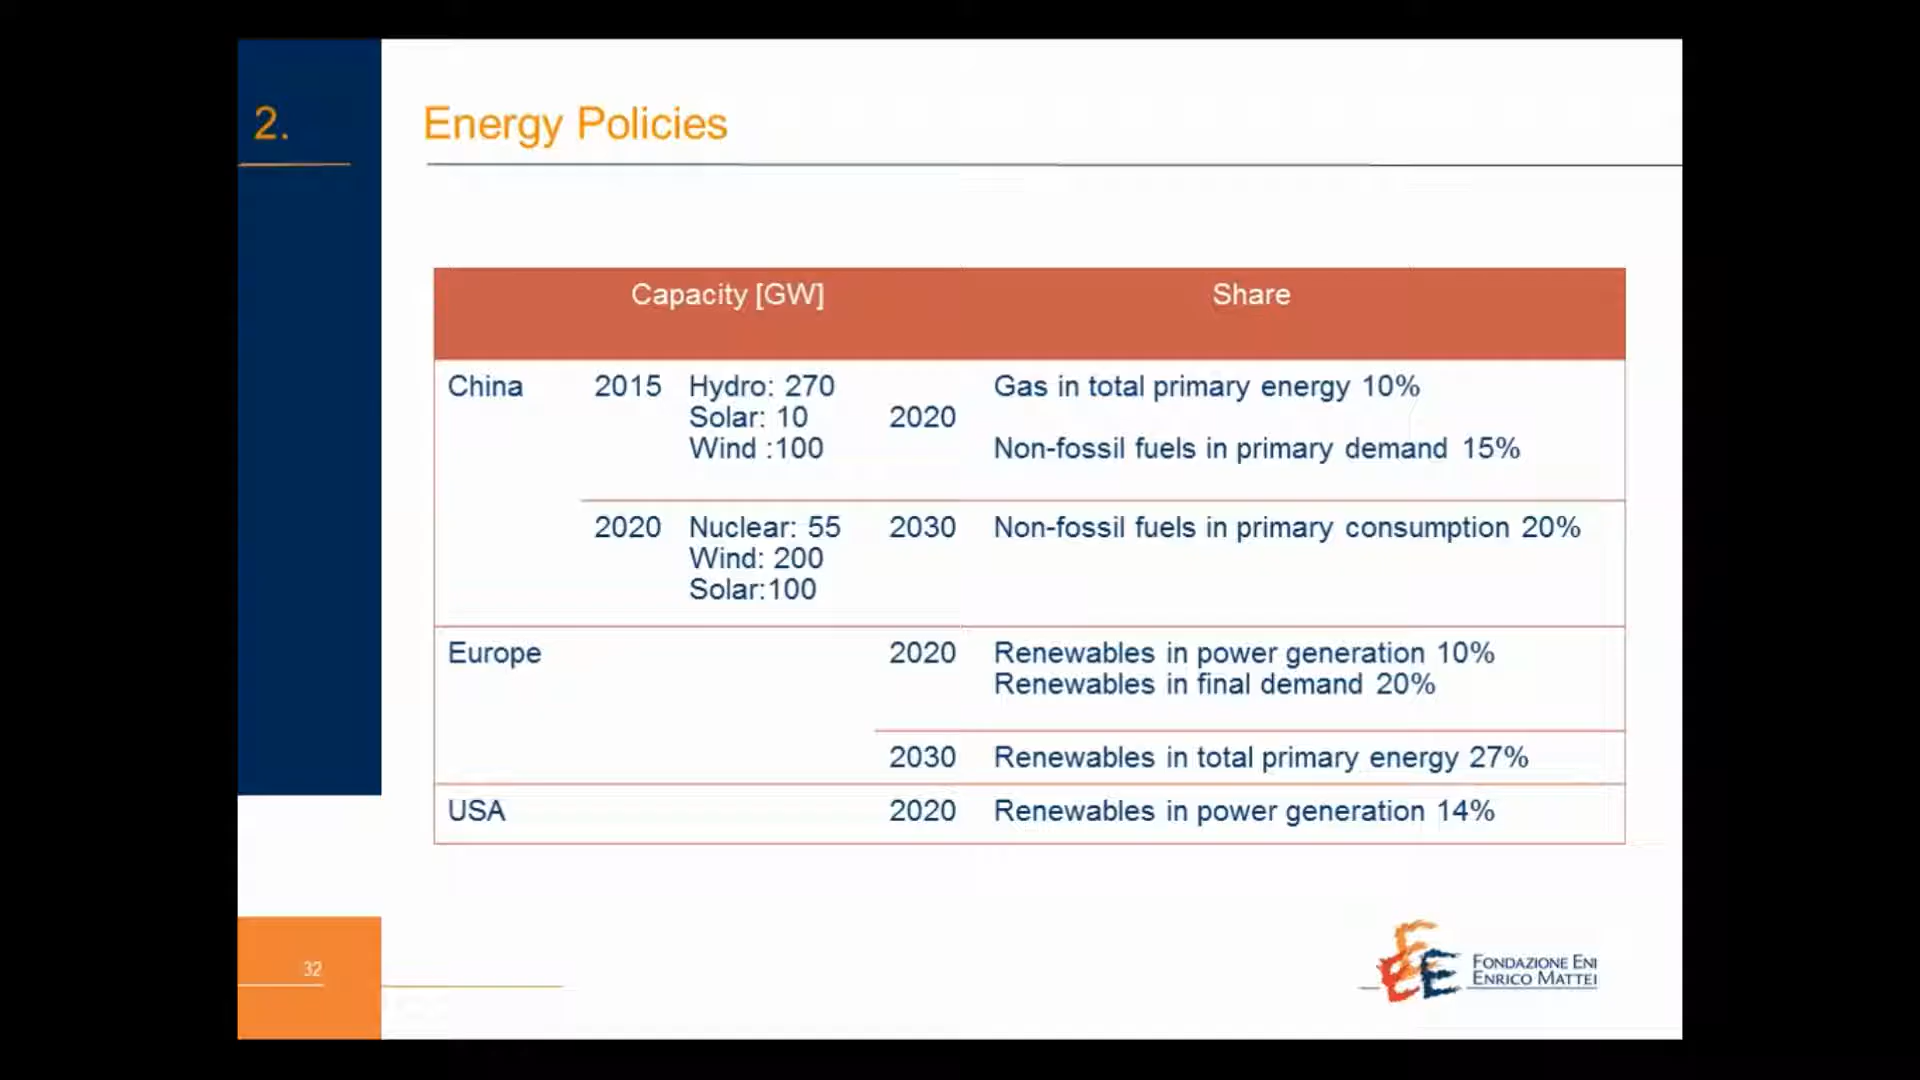 2.
Energy Policies
Capacity [GW] Share
China 2015 Hydro: 270 Gas in total primary energy 10%
Solar: 10 2020
Wind :100 Non-fossil fuels in primary demand 15%
2020 Nuclear: 55 2030 Non-fossil fuels in primary consumption 20%
Wind: 200
Solar:100
Europe 2020 Renewables in power generation 10%
Renewables in final demand 20%
2030 Renewables in total primary energy 27%
USA 2020 Renewables in power generation 14%
32
FONDAZIONE ENI
ENRICO MATTEI